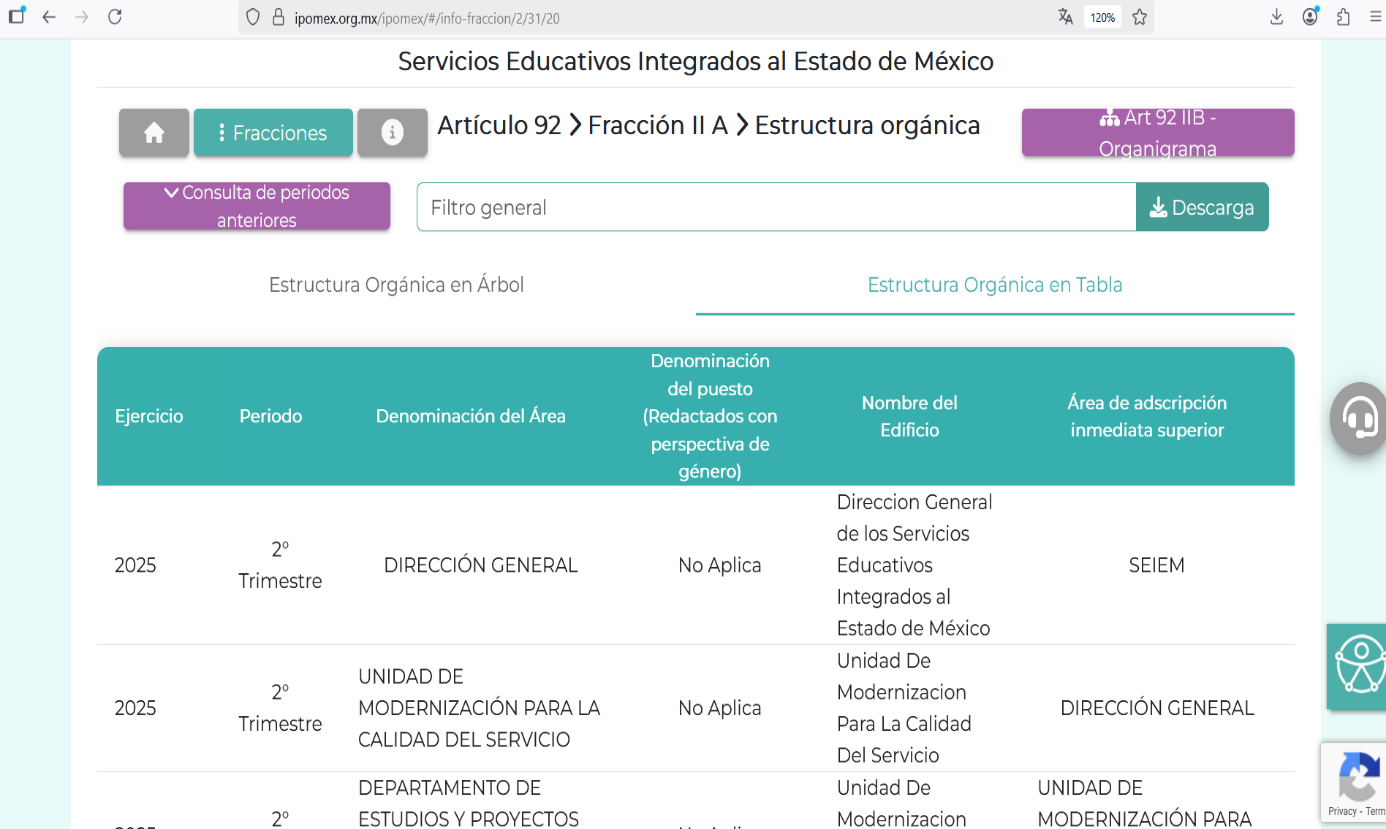 ipomex.org.mx/ipomex/#/info-fraccion/2/31/20
120%
Servicios Educativos Integrados al Estado de México
Fracciones
Artículo 92 > Fracción II A > Estructura orgánica
Art 92 IIB -
Organigrama
Consulta de periodos
anteriores
Filtro general
Descarga
Estructura Orgánica en Árbol
Estructura Orgánica en Tabla
Ejercicio
Periodo
Denominación del Área
Denominación
del puesto
(Redactados con
perspectiva de
género)
Nombre del
Edificio
Área de adscripción
inmediata superior
2025
2º
Trimestre
DIRECCIÓN GENERAL
No Aplica
Direccion General
de los Servicios
Educativos
Integrados al
Estado de México
SEIEM
2025
2º
Trimestre
UNIDAD DE
MODERNIZACIÓN PARA LA
CALIDAD DEL SERVICIO
No Aplica
Unidad De
Modernizacion
Para La Calidad
Del Servicio
DIRECCIÓN GENERAL
2º
DEPARTAMENTO DE
ESTUDIOS Y PROYECTOS
Unidad De
Modernizacion
UNIDAD DE
MODERNIZACIÓN PARA
Privacy - Term